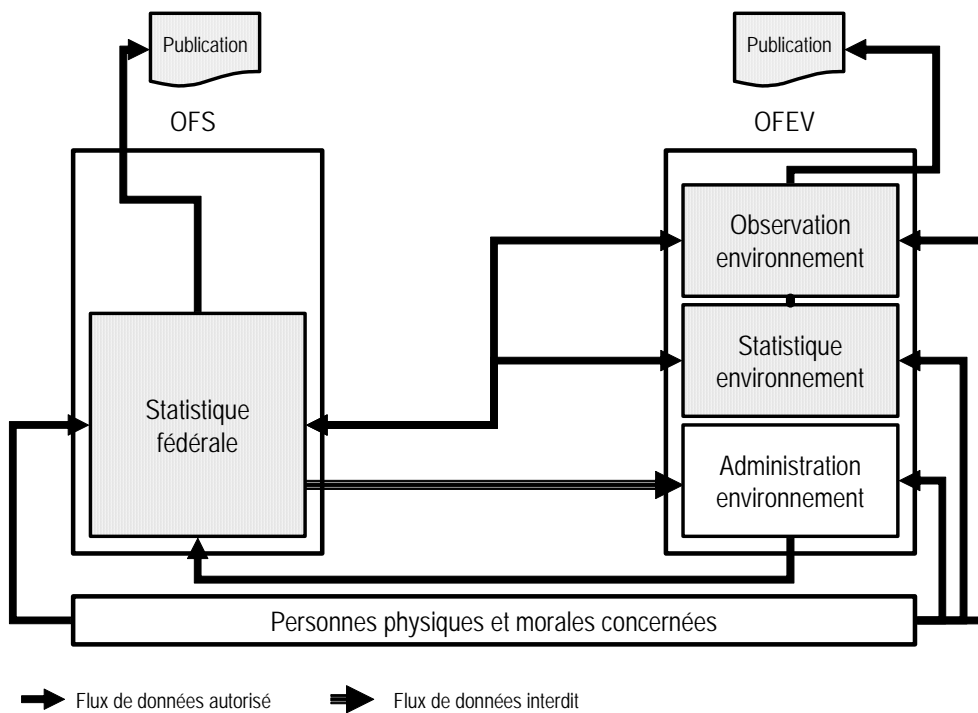 Publication
Publication
OFS
OFEV
Observation
environnement
Statistique
environnement
Statistique
fédérale
Administration
environnement
Personnes physiques et morales concernées
Flux de données autorisé
Flux de données interdit